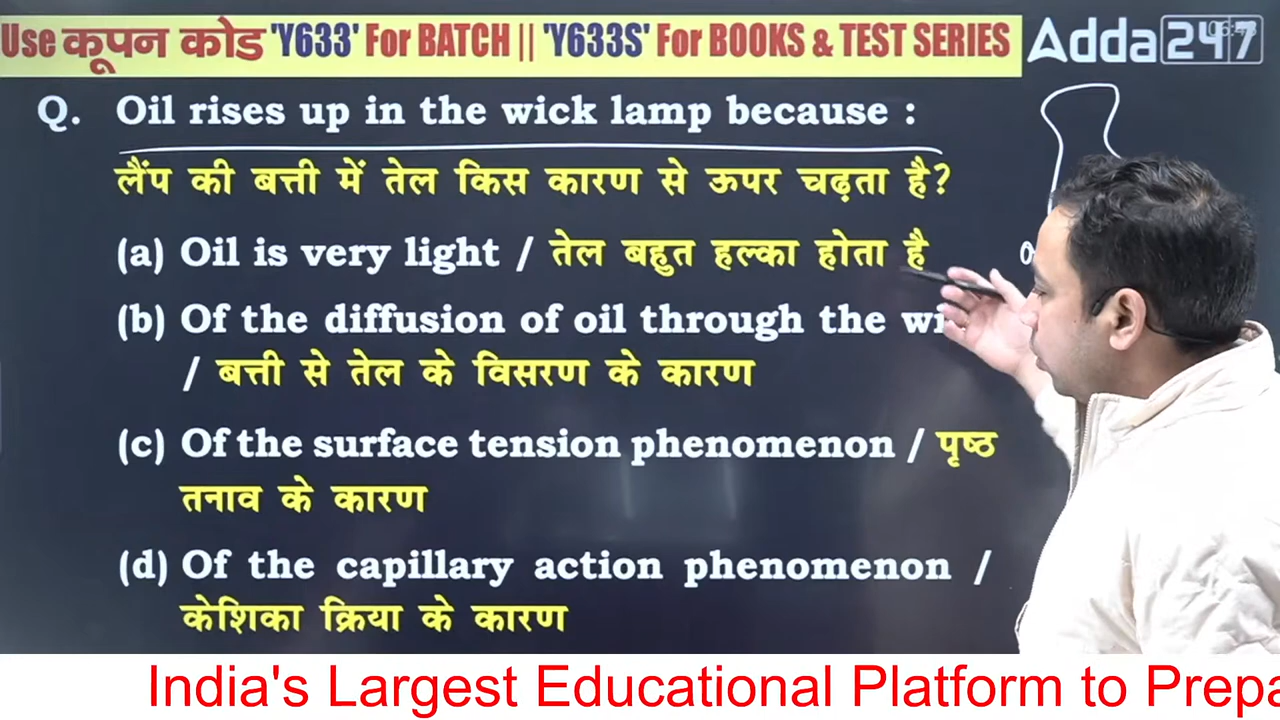 Use कूपन कोड 'Y633' For BATCH || 'Y633S' For BOOKS & TEST SERIES
Adda247
Q. Oil rises up in the wick lamp because :
लैंप की बत्ती में तेल किस कारण से ऊपर चढ़ता है?
(a) Oil is very light / तेल बहुत हल्का होता है
(b) Of the diffusion of oil through the
/ बत्ती से तेल के विसरण के कारण
(c) Of the surface tension phenomenon / पृष्ठ
तनाव के कारण
(d) Of the capillary action phenomenon /
केशिका क्रिया के कारण
India's Largest Educational Platform to